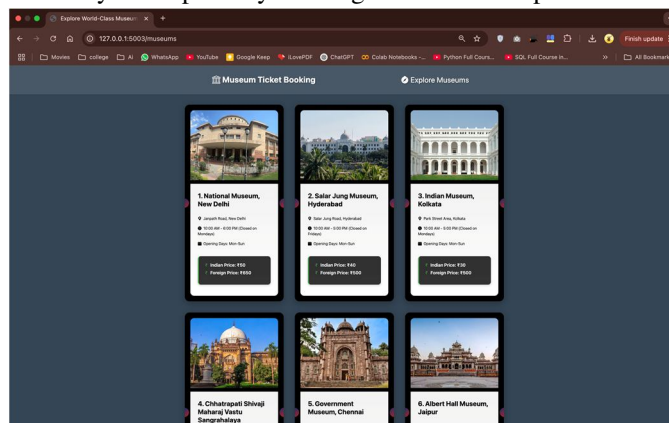 Explore World-Class Museum
127.0.0.1:5003/museums
Finish update
Movies college Ai WhatsApp YouTube Google Keep iLovePDF ChatGPT Colab Notebooks -... Python Full Cours... SQL Full Course in... » All Bookmark
Museum Ticket Booking Explore Museums
1. National Museum,
New Delhi
Janpath Road, New Delhi
10:00 AM - 6:00 PM (Closed on
Mondays)
Opening Days: Mon-Sun
Indian Price: ₹50
Foreign Price: ₹650
2. Salar Jung Museum,
Hyderabad
Salar Jung Road, Hyderabad
10:00 AM - 5:00 PM (Closed on
Fridays)
Opening Days: Mon-Sun
Indian Price: ₹40
Foreign Price: ₹500
3. Indian Museum,
Kolkata
Park Street Area, Kolkata
10:00 AM - 5:00 PM (Closed on
Mondays)
Opening Days: Mon-Sun
Indian Price: ₹30
Foreign Price: ₹500
4. Chhatrapati Shivaji
Maharaj Vastu
Sangrahalaya
5. Government
Museum, Chennai
6. Albert Hall Museum,
Jaipur